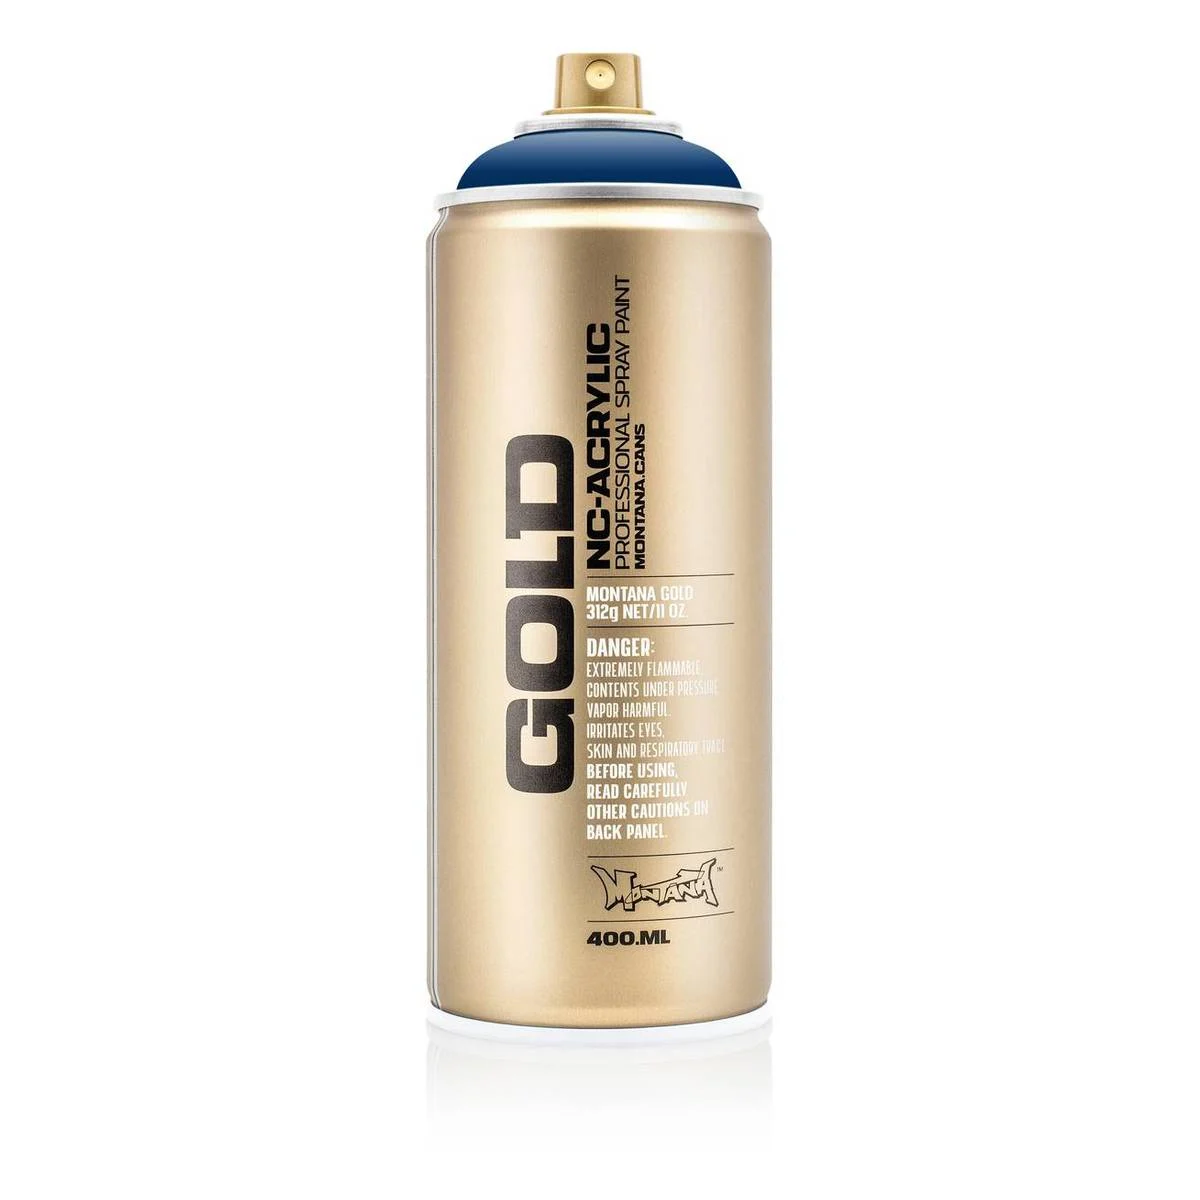 GOLD
NC-ACRYLIC
PROFESSIONAL SPRAY PAINT
MONTANA.CANS
MONTANA GOLD
312g NET/11 OZ.
DANGER:
EXTREMELY FLAMMABLE
CONTENTS UNDER PRESSURE
VAPOR HARMFUL.
IRRITATES EYES,
SKIN AND RESPIRATORY TRACT
BEFORE USING,
READ CAREFULLY
OTHER CAUTIONS ON
BACK PANEL.
MONTANA™
400.ML